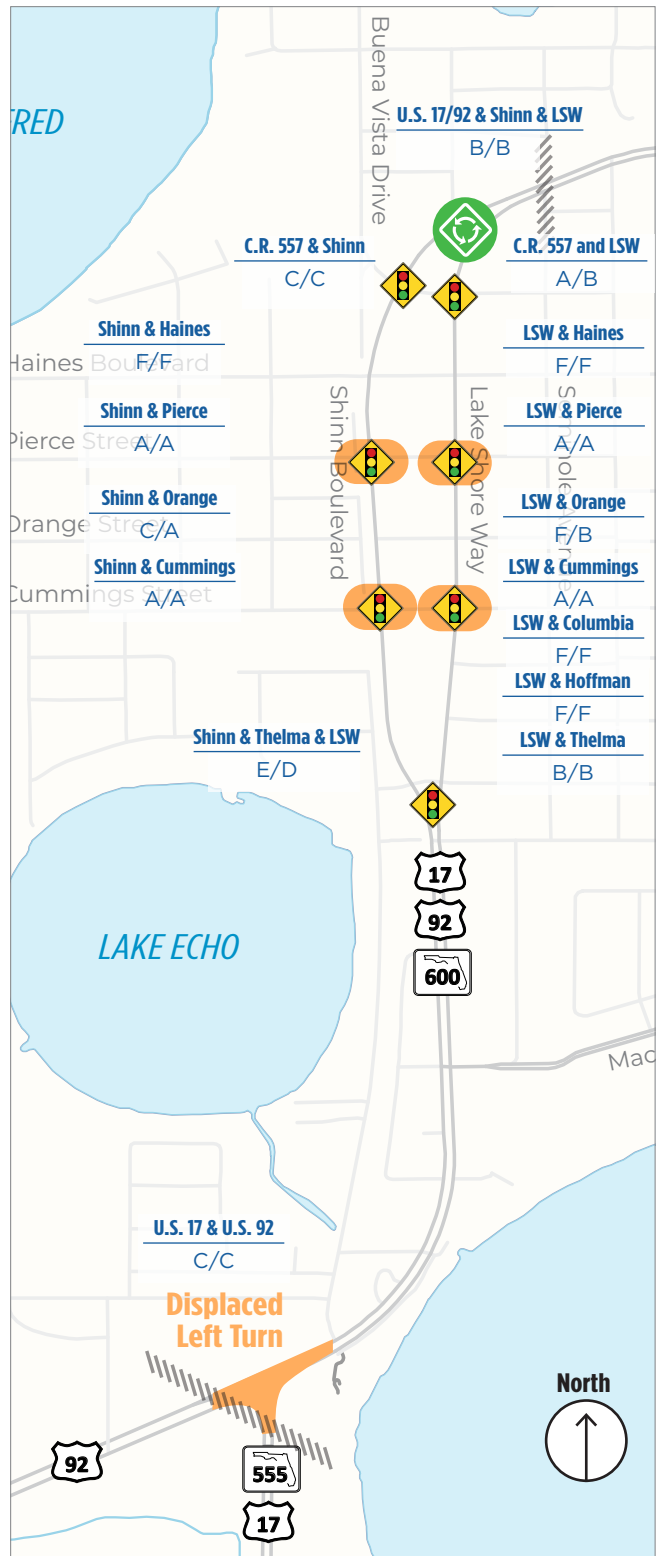 Buena Vista Drive
U.S. 17/92 & Shinn & LSW
B/B
RED
C.R. 557 & Shinn
C/C
C.R. 557 and LSW
A/B
Shinn & Haines
F/F
Haines Boulevard
LSW & Haines
F/F
Shinn & Pierce
A/A
Pierce Street
LSW & Pierce
A/A
Shinn Boulevard
Lake Shore Way
Seminole Avenue
Shinn & Orange
C/A
Orange Street
LSW & Orange
F/B
Shinn & Cummings
A/A
Cummings Street
LSW & Cummings
A/A
LSW & Columbia
F/F
LSW & Hoffman
F/F
Shinn & Thelma & LSW
E/D
LSW & Thelma
B/B
17
92
600
LAKE ECHO
Mac
U.S. 17 & U.S. 92
C/C
Displaced
Left Turn
North
92
555
17